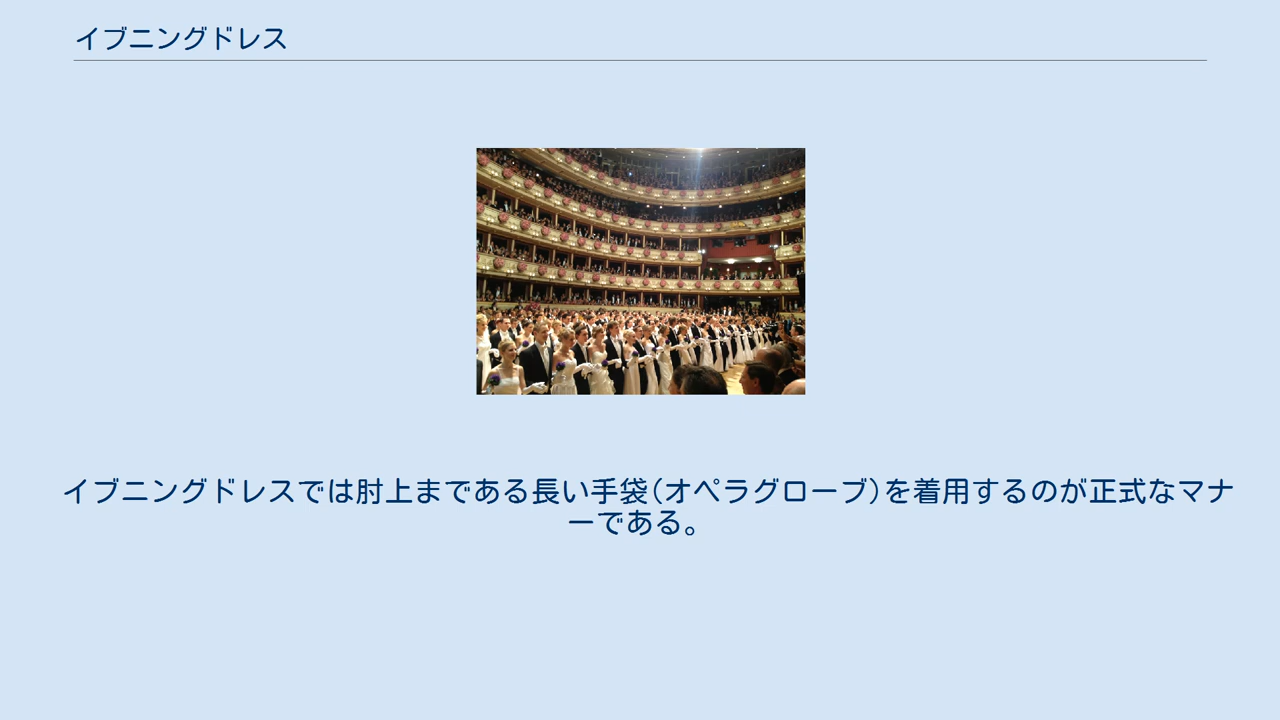 イブニングドレス
イブニングドレスでは肘上まである長い手袋(オペラグローブ)を着用するのが正式なマナ
ーである。